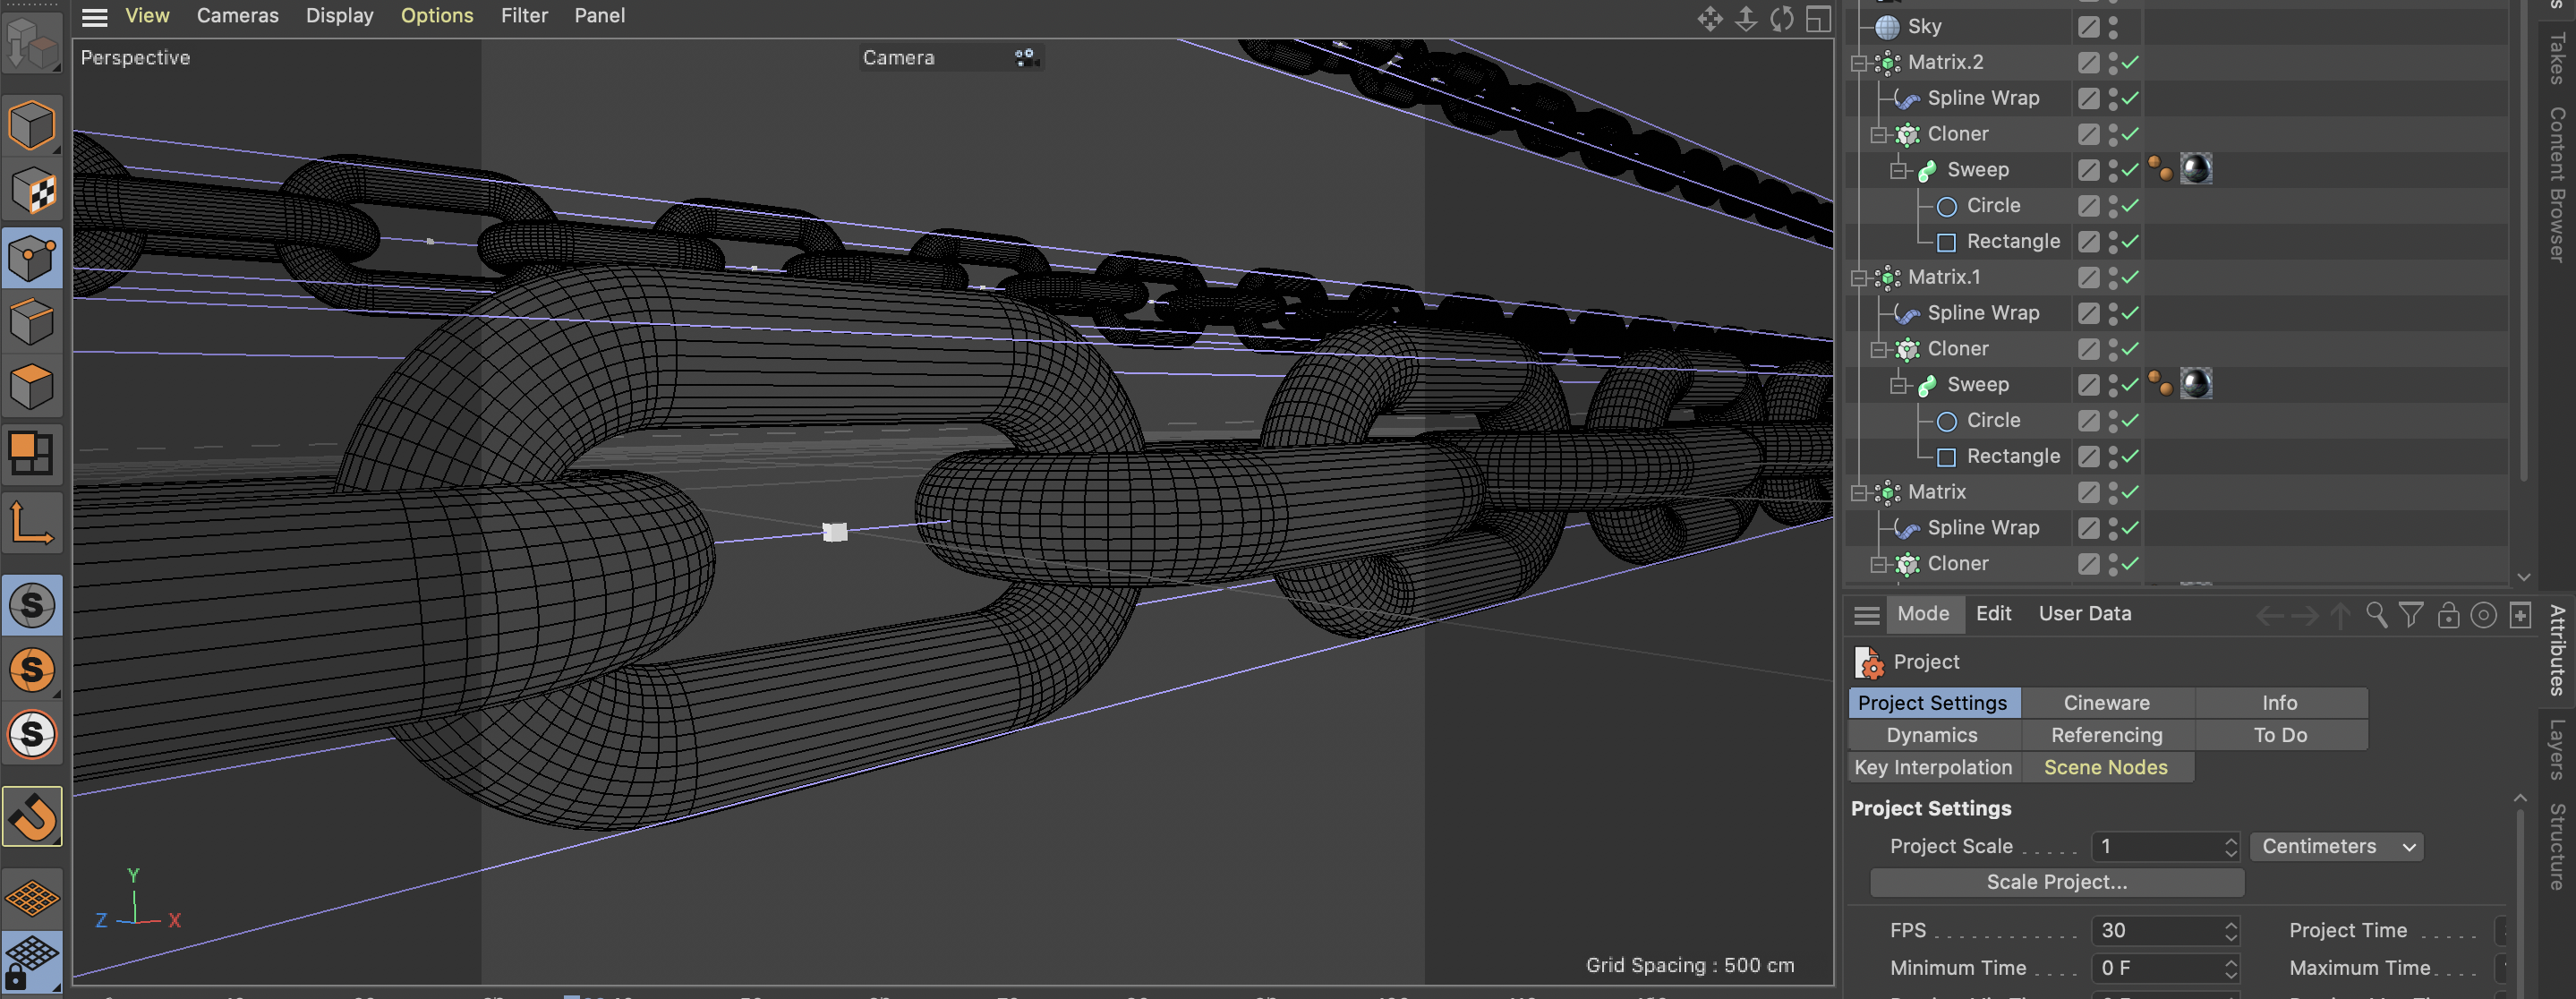 View Cameras Display Options Filter Panel
Perspective
Camera
Grid Spacing : 500 cm
Y
Z
X
S
S
S
Sky
Matrix.2
Spline Wrap
Cloner
Sweep
Circle
Rectangle
Matrix.1
Spline Wrap
Cloner
Sweep
Circle
Rectangle
Matrix
Spline Wrap
Cloner
Takes
Content Browser
Mode Edit User Data
Project
Project Settings Cineware Info
Dynamics Referencing To Do
Key Interpolation Scene Nodes
Project Settings
Project Scale . . . . . 1 Centimeters
Scale Project...
FPS . . . . . . . . . . . . 30 Project Time . . . . .
Minimum Time . . . . 0 F Maximum Time. . . .
Attributes
Layers
Structure